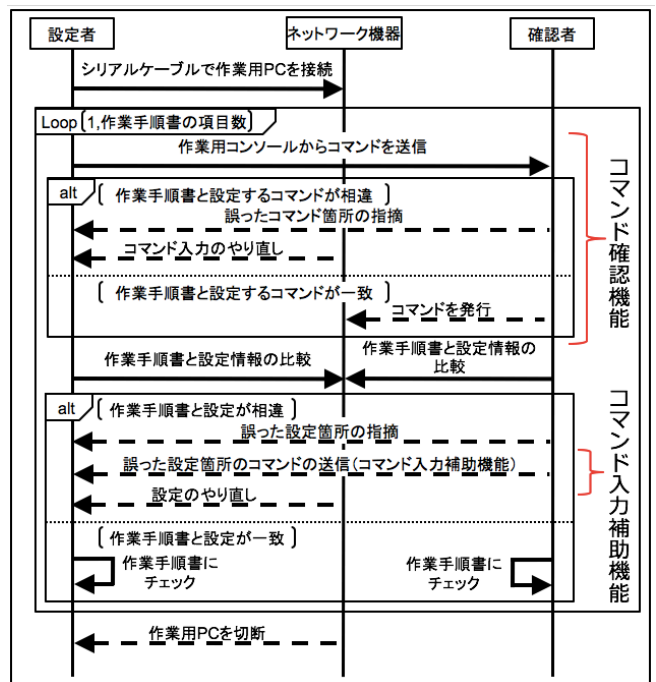 設定者
ネットワーク機器
確認者
シリアルケーブルで作業用PCを接続
Loop [1,作業手順書の項目数]
作業用コンソールからコマンドを送信
alt [ 作業手順書と設定するコマンドが相違 ]
誤ったコマンド箇所の指摘
コマンド入力のやり直し
[ 作業手順書と設定するコマンドが一致 ]
コマンドを発行
コマンド確認機能
作業手順書と設定情報の比較
作業手順書と設定情報の
比較
alt [ 作業手順書と設定が相違 ]
誤った設定箇所の指摘
誤った設定箇所のコマンドの送信(コマンド入力補助機能)
設定のやり直し
コマンド入力補助機能
[ 作業手順書と設定が一致 ]
作業手順書に
チェック
作業手順書に
チェック
作業用PCを切断